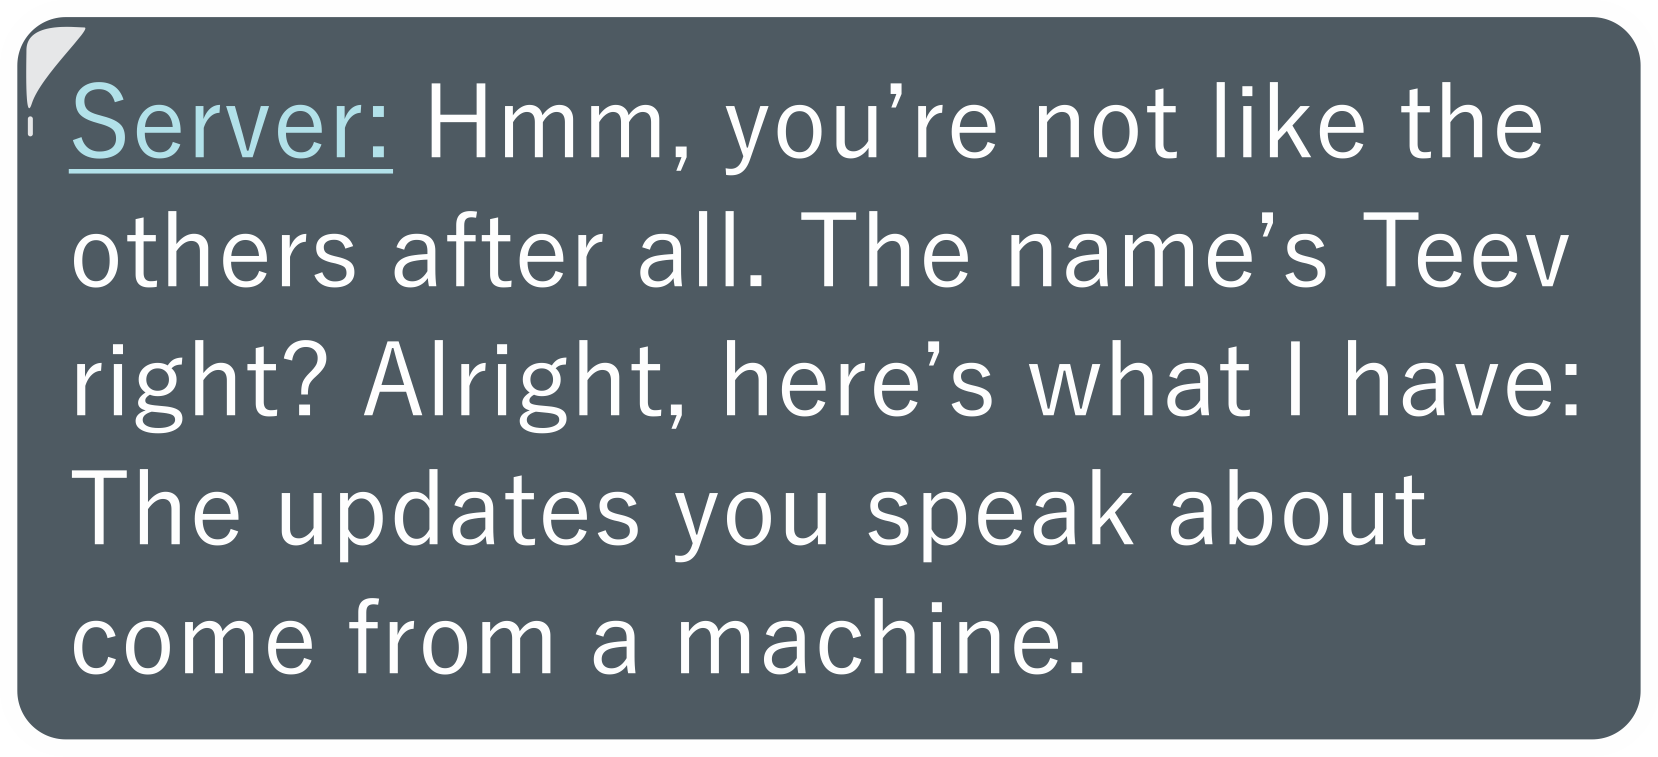 Server: Hmm, you’re not like the
others after all. The name’s Teev
right? Alright, here’s what I have:
The updates you speak about
come from a machine.